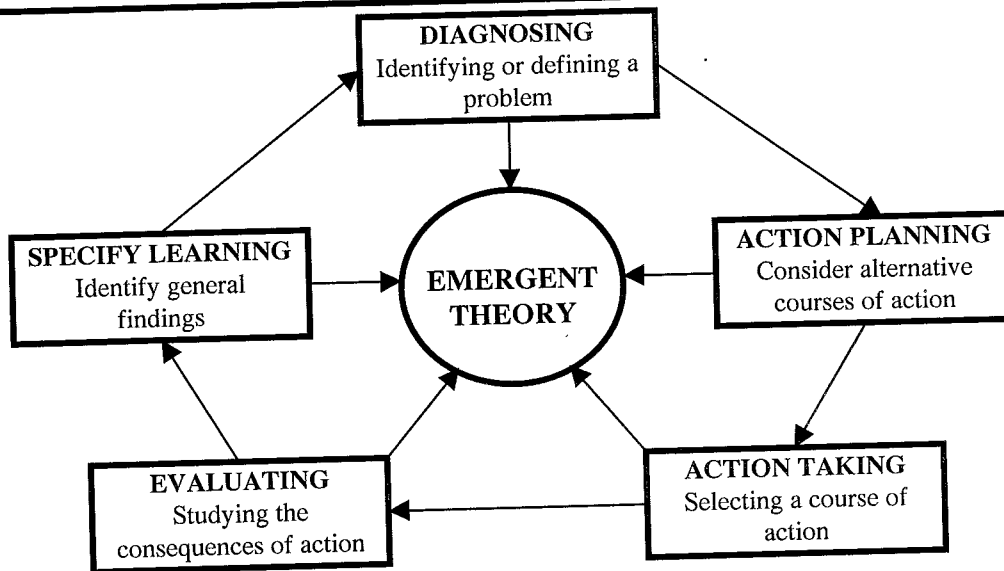 DIAGNOSING
Identifying or defining a
problem
ACTION PLANNING
Consider alternative
courses of action
SPECIFY LEARNING
Identify general
findings
EMERGENT
THEORY
ACTION TAKING
Selecting a course of
action
EVALUATING
Studying the
consequences of action